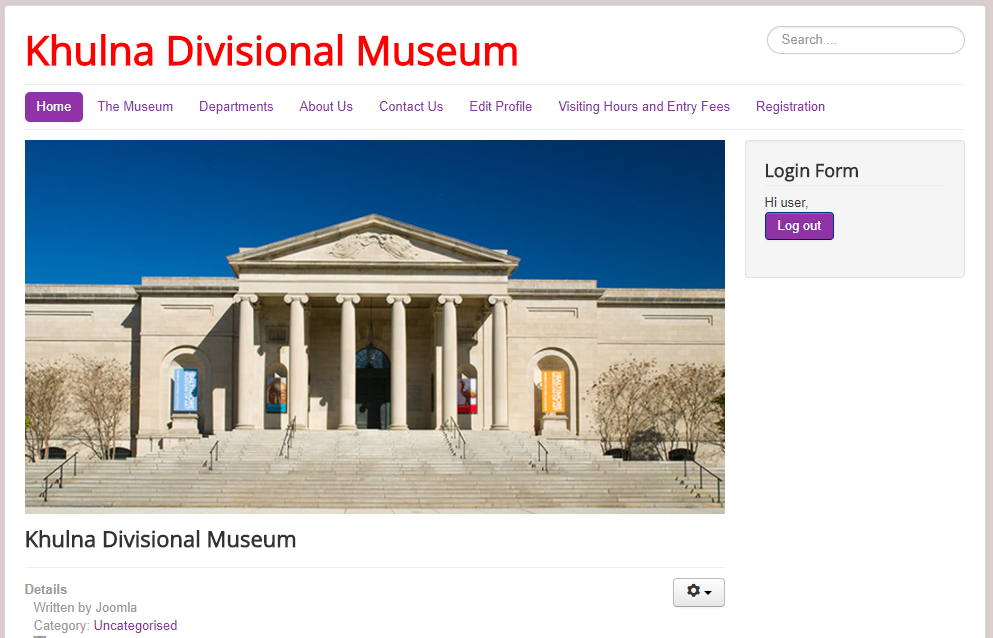 Khulna Divisional Museum
Search ...
Home The Museum Departments About Us Contact Us Edit Profile Visiting Hours and Entry Fees Registration
Login Form
Hi user,
Log out
Khulna Divisional Museum
Details
Written by Joomla
Category: Uncategorised